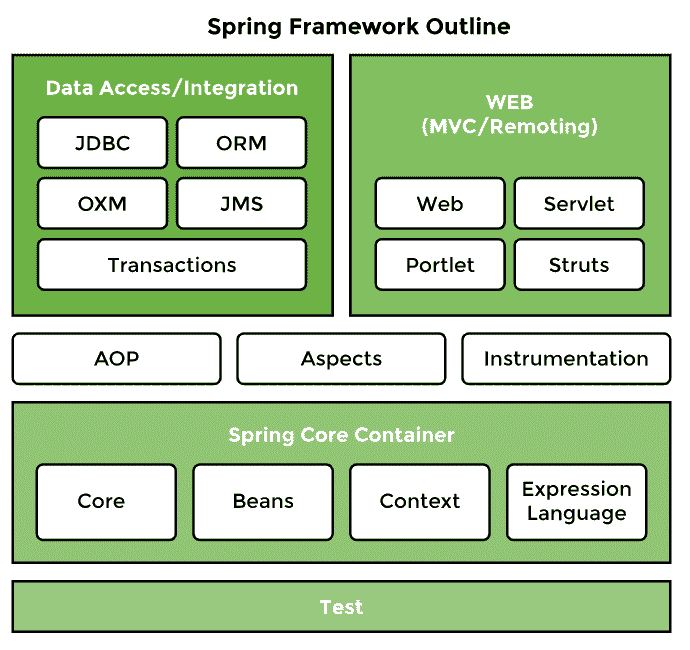 Spring Framework Outline
Data Access/Integration
JDBC
ORM
OXM
JMS
Transactions
WEB
(MVC/Remoting)
Web
Servlet
Portlet
Struts
AOP
Aspects
Instrumentation
Spring Core Container
Core
Beans
Context
Expression
Language
Test